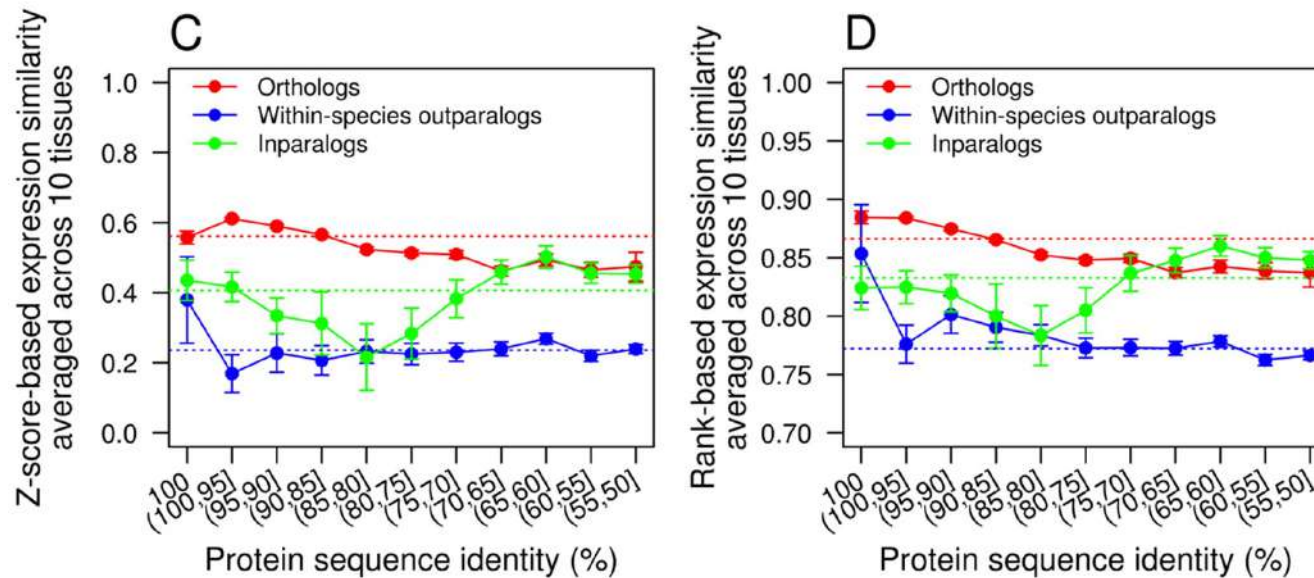 C
Z-score-based expression similarity
averaged across 10 tissues
1.0
0.8
0.6
0.4
0.2
0.0
Orthologs
Within-species outparalogs
Inparalogs
100
(100,95]
(95,90]
(90,85]
(85,80]
(80,75]
(75,70]
(70,65]
(65,60]
(60,55]
(55,50]
Protein sequence identity (%)
D
Rank-based expression similarity
averaged across 10 tissues
1.00
0.95
0.90
0.85
0.80
0.75
0.70
Orthologs
Within-species outparalogs
Inparalogs
100
(100,95]
(95,90]
(90,85]
(85,80]
(80,75]
(75,70]
(70,65]
(65,60]
(60,55]
(55,50]
Protein sequence identity (%)